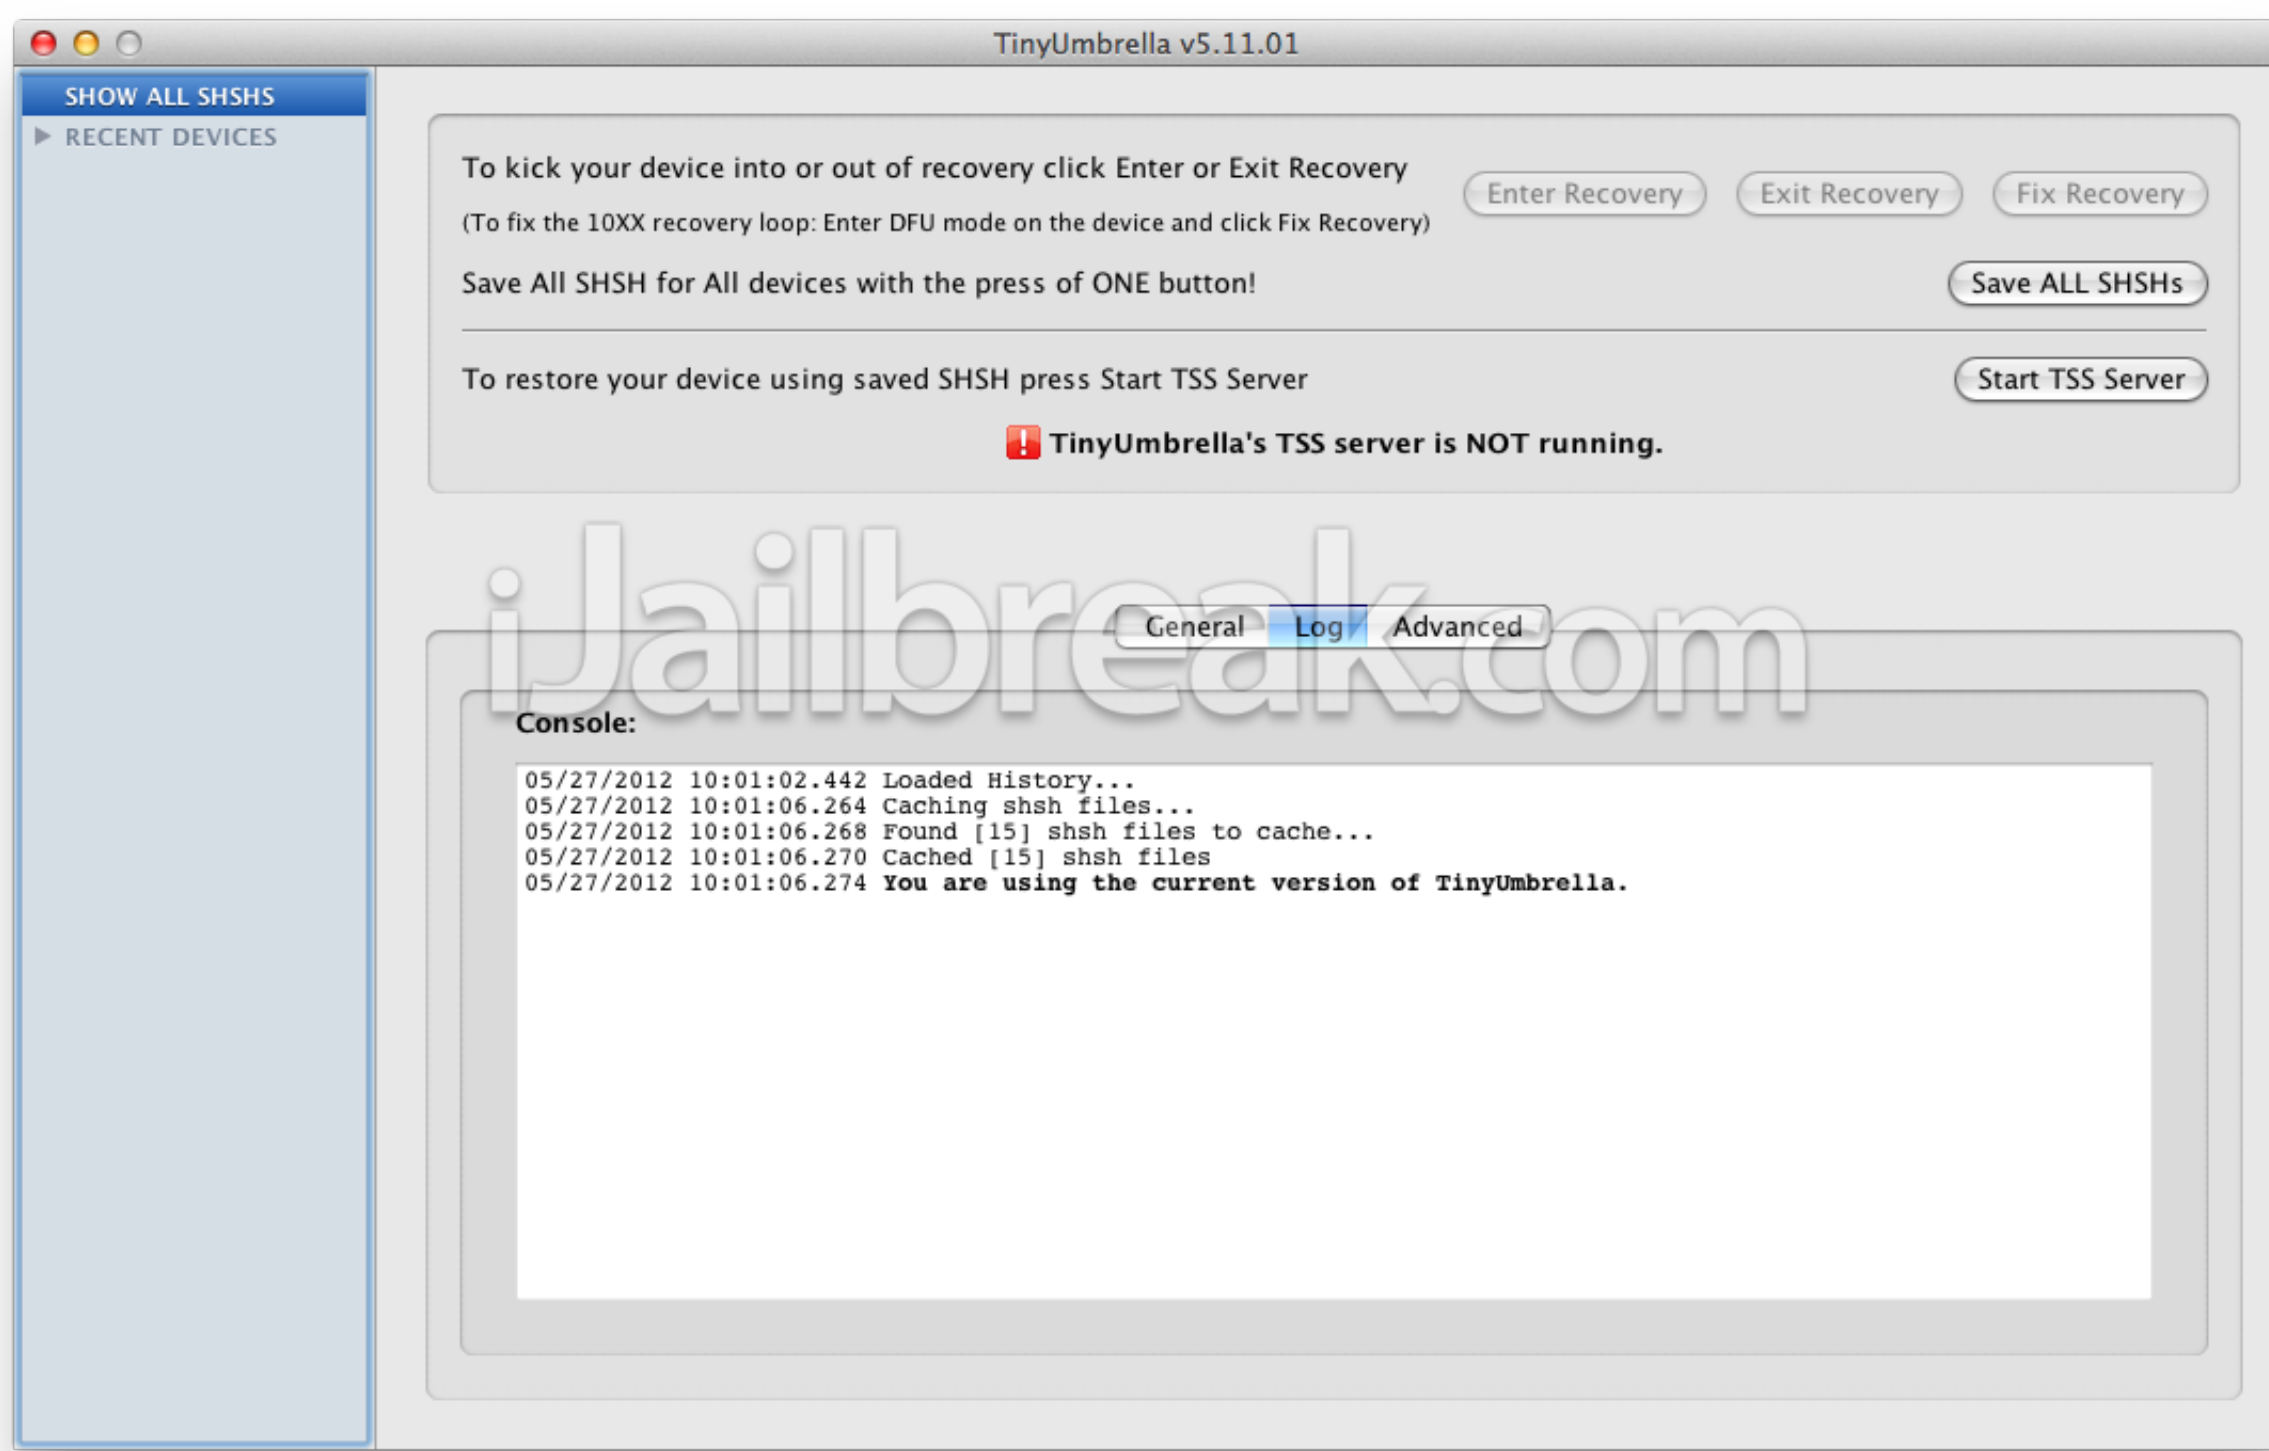 TinyUmbrella v5.11.01
SHOW ALL SHSHS
RECENT DEVICES
To kick your device into or out of recovery click Enter or Exit Recovery
Enter Recovery
Exit Recovery
Fix Recovery
(To fix the 10XX recovery loop: Enter DFU mode on the device and click Fix Recovery)
Save All SHSH for All devices with the press of ONE button!
Save ALL SHSHs
To restore your device using saved SHSH press Start TSS Server
Start TSS Server
TinyUmbrella's TSS server is NOT running.
iJailbreak.com
General
Log
Advanced
Console:
05/27/2012 10:01:02.442 Loaded History...
05/27/2012 10:01:06.264 Caching shsh files...
05/27/2012 10:01:06.268 Found [15] shsh files to cache...
05/27/2012 10:01:06.270 Cached [15] shsh files
05/27/2012 10:01:06.274 You are using the current version of TinyUmbrella.